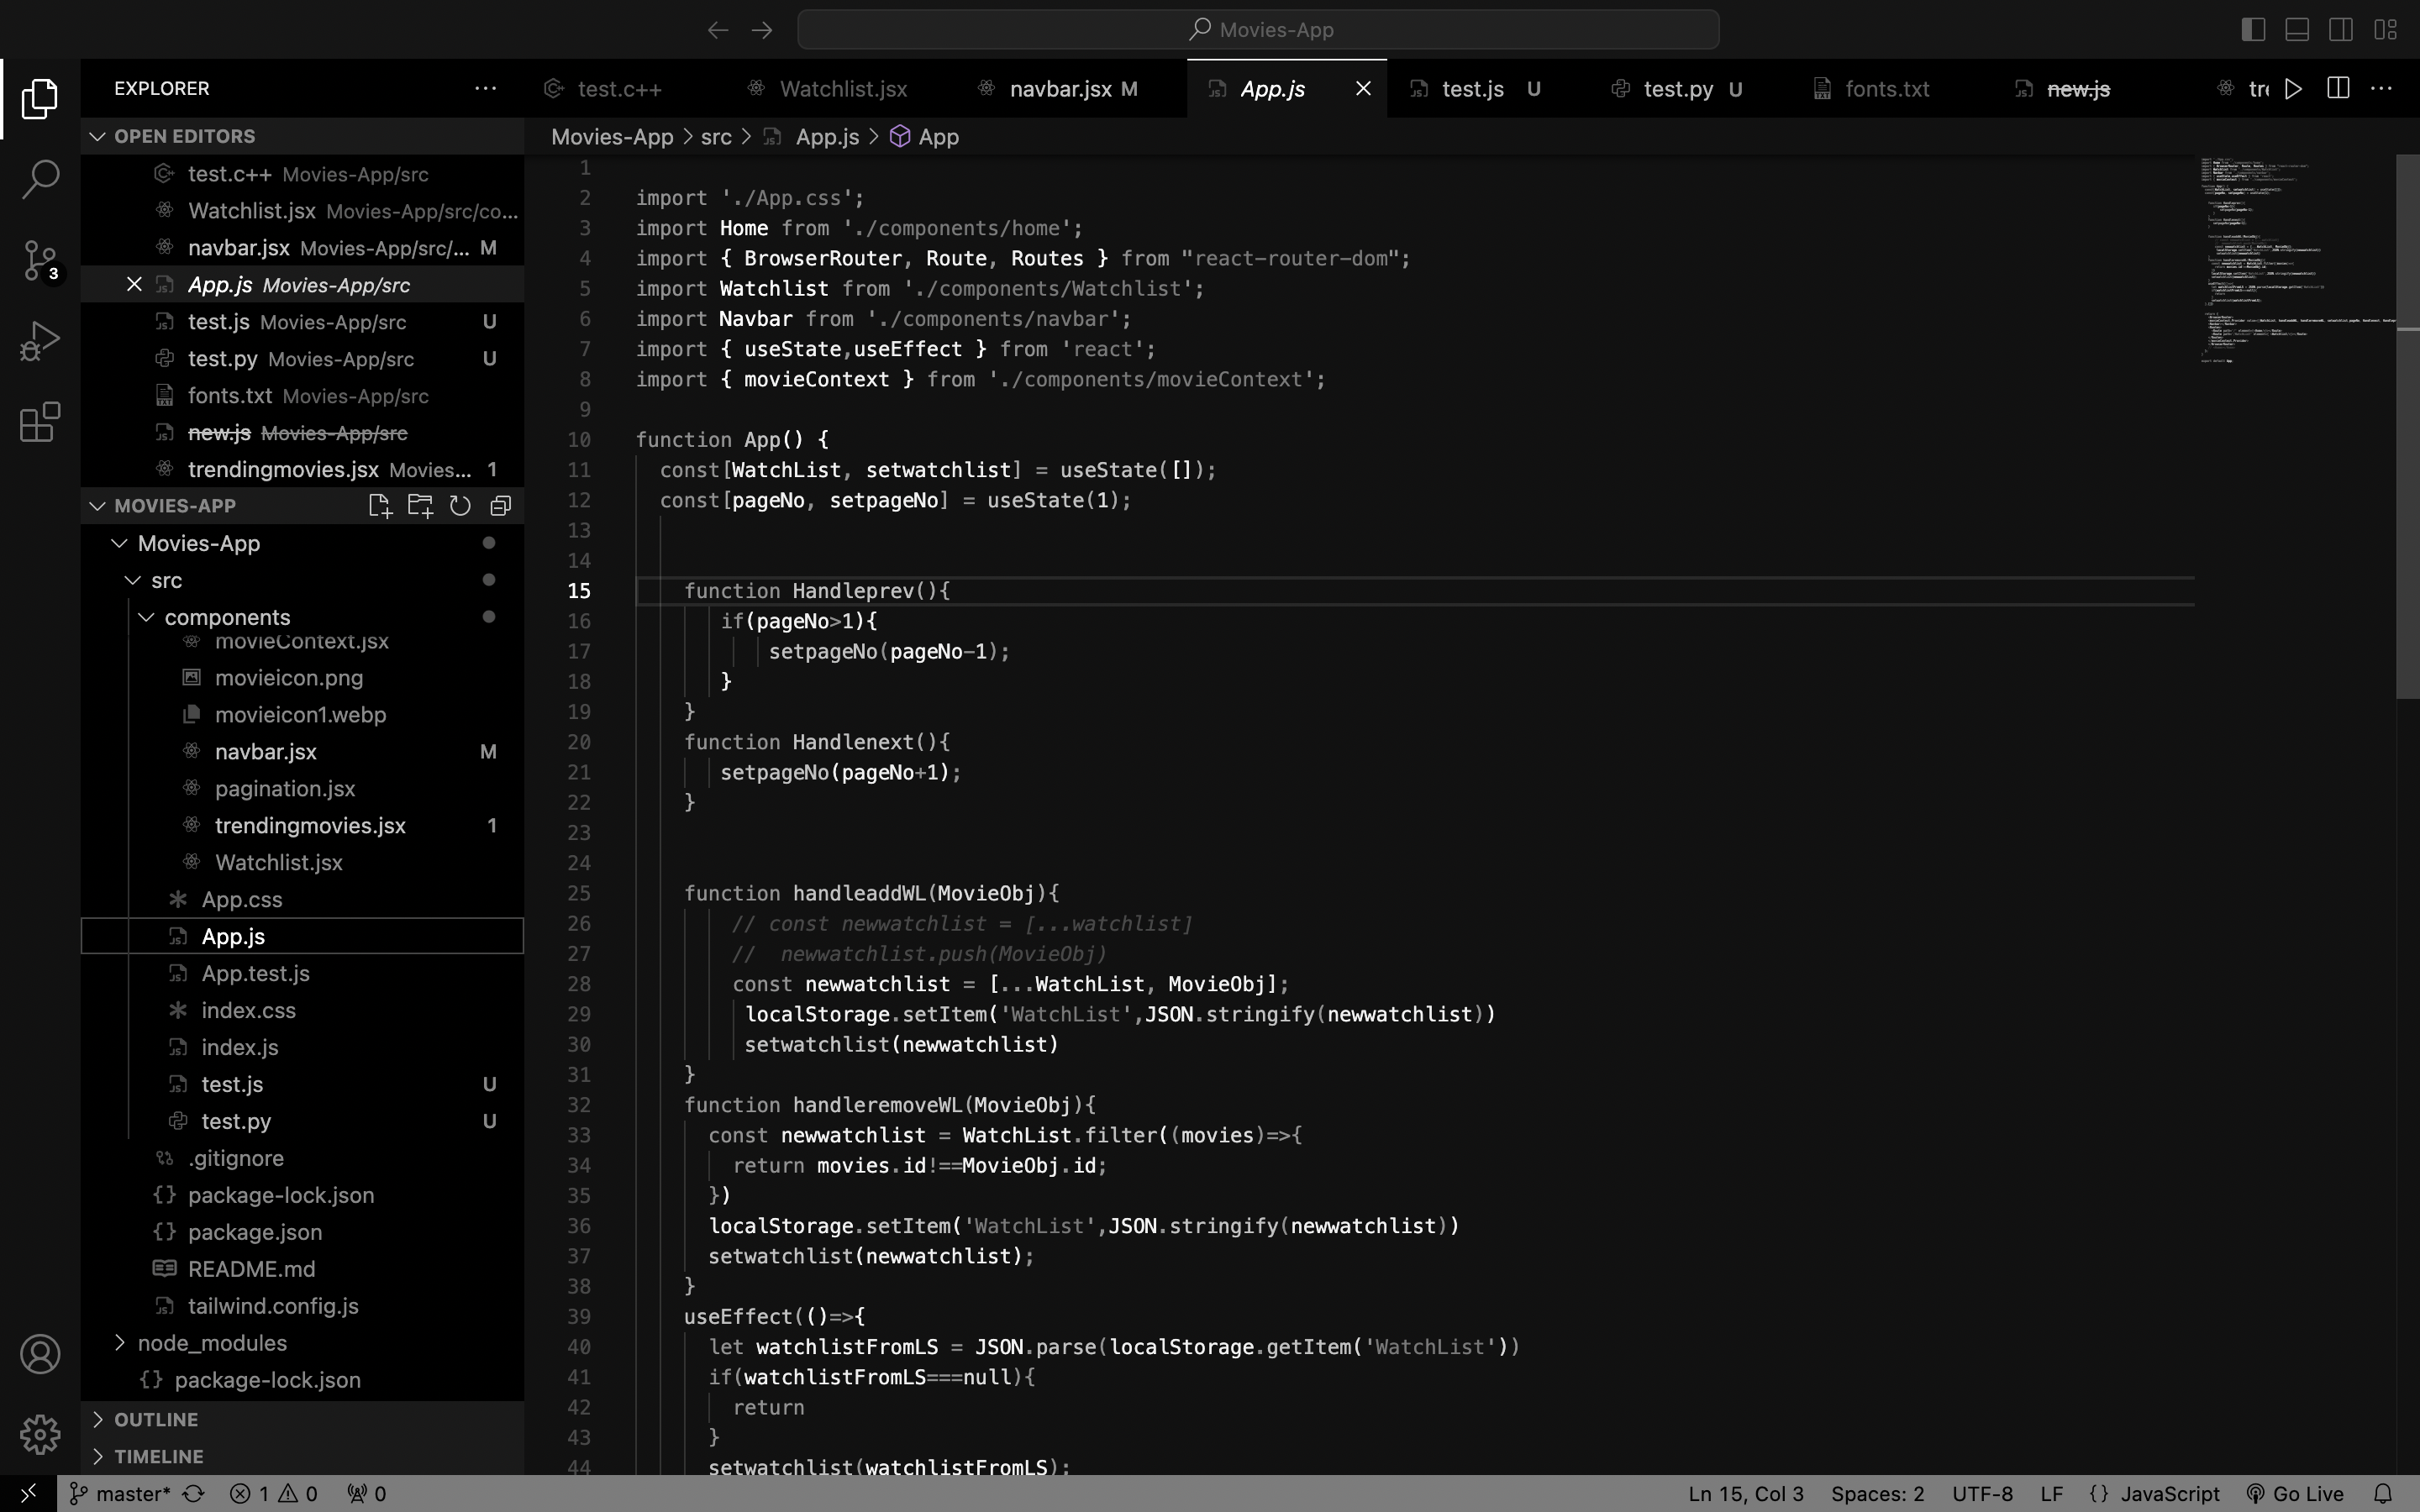 Movies-App
EXPLORER
test.c++
Watchlist.jsx
navbar.jsx M
App.js
test.js U
test.py U
fonts.txt
new.js
OPEN EDITORS
test.c++ Movies-App/src
Watchlist.jsx Movies-App/src/co...
navbar.jsx Movies-App/src/... M
App.js Movies-App/src
test.js Movies-App/src U
test.py Movies-App/src U
fonts.txt Movies-App/src
new.js Movies-App/src
trendingmovies.jsx Movies... 1
MOVIES-APP
Movies-App
src
components
movieContext.jsx
movieicon.png
movieicon1.webp
navbar.jsx M
pagination.jsx
trendingmovies.jsx 1
Watchlist.jsx
App.css
App.js
App.test.js
index.css
index.js
test.js U
test.py U
.gitignore
package-lock.json
package.json
README.md
tailwind.config.js
node_modules
package-lock.json
OUTLINE
TIMELINE
Movies-App > src > App.js > App
1
2 import './App.css';
3 import Home from './components/home';
4 import { BrowserRouter, Route, Routes } from "react-router-dom";
5 import Watchlist from './components/Watchlist';
6 import Navbar from './components/navbar';
7 import { useState,useEffect } from 'react';
8 import { movieContext } from './components/movieContext';
9
10 function App() {
11 const[WatchList, setwatchlist] = useState([]);
12 const[pageNo, setpageNo] = useState(1);
13
14
15 function Handleprev(){
16 if(pageNo>1){
17 setpageNo(pageNo-1);
18 }
19 }
20 function Handlenext(){
21 setpageNo(pageNo+1);
22 }
23
24
25 function handleaddWL(MovieObj){
26 // const newwatchlist = [...watchlist]
27 // newwatchlist.push(MovieObj)
28 const newwatchlist = [...WatchList, MovieObj];
29 localStorage.setItem('WatchList',JSON.stringify(newwatchlist))
30 setwatchlist(newwatchlist)
31 }
32 function handleremoveWL(MovieObj){
33 const newwatchlist = WatchList.filter((movies)=>{
34 return movies.id!==MovieObj.id;
35 })
36 localStorage.setItem('WatchList',JSON.stringify(newwatchlist))
37 setwatchlist(newwatchlist);
38 }
39 useEffect(()=>{
40 let watchlistFromLS = JSON.parse(localStorage.getItem('WatchList'))
41 if(watchlistFromLS===null){
42 return
43 }
44 setwatchlist(watchlistFromLS);
3
master* 1 0 0
Ln 15, Col 3 Spaces: 2 UTF-8 LF {} JavaScript Go Live